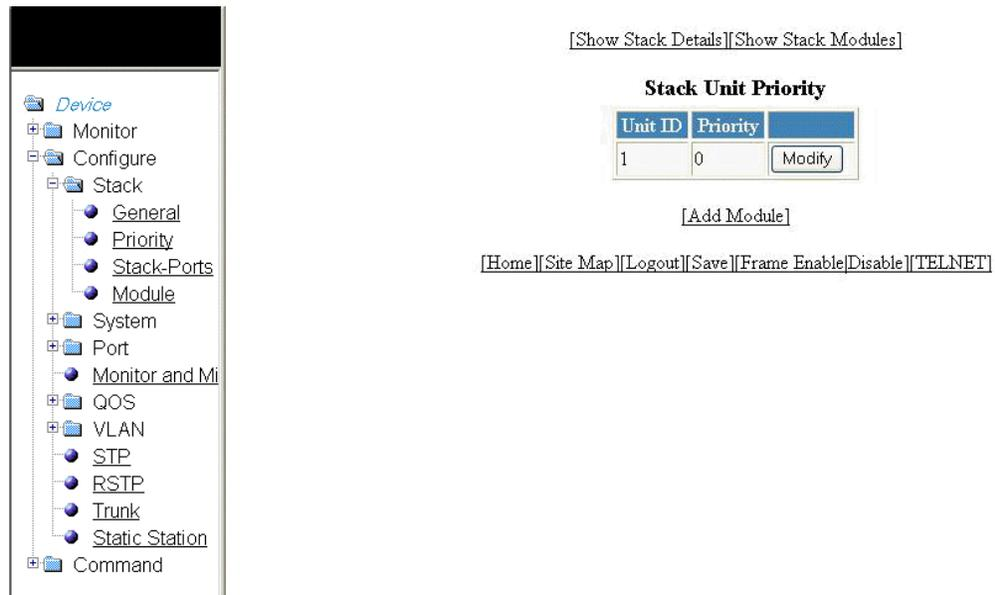 Device
Monitor
Configure
Stack
General
Priority
Stack-Ports
Module
System
Port
Monitor and Mi
QOS
VLAN
STP
RSTP
Trunk
Static Station
Command
[Show Stack Details][Show Stack Modules]
Stack Unit Priority
Unit ID Priority
1 0 Modify
[Add Module]
[Home][Site Map][Logout][Save][Frame Enable|Disable][TELNET]